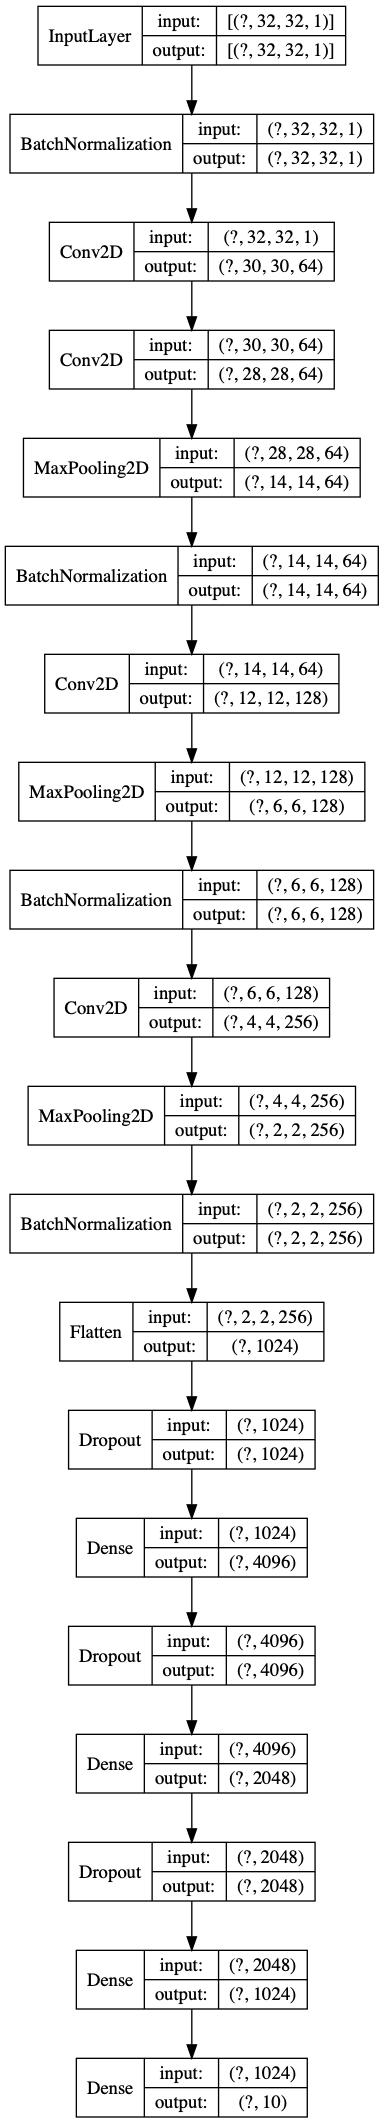 InputLayer
input: [(?, 32, 32, 1)]
output: [(?, 32, 32, 1)]
BatchNormalization
input: (?, 32, 32, 1)
output: (?, 32, 32, 1)
Conv2D
input: (?, 32, 32, 1)
output: (?, 30, 30, 64)
Conv2D
input: (?, 30, 30, 64)
output: (?, 28, 28, 64)
MaxPooling2D
input: (?, 28, 28, 64)
output: (?, 14, 14, 64)
BatchNormalization
input: (?, 14, 14, 64)
output: (?, 14, 14, 64)
Conv2D
input: (?, 14, 14, 64)
output: (?, 12, 12, 128)
MaxPooling2D
input: (?, 12, 12, 128)
output: (?, 6, 6, 128)
BatchNormalization
input: (?, 6, 6, 128)
output: (?, 6, 6, 128)
Conv2D
input: (?, 6, 6, 128)
output: (?, 4, 4, 256)
MaxPooling2D
input: (?, 4, 4, 256)
output: (?, 2, 2, 256)
BatchNormalization
input: (?, 2, 2, 256)
output: (?, 2, 2, 256)
Flatten
input: (?, 2, 2, 256)
output: (?, 1024)
Dropout
input: (?, 1024)
output: (?, 1024)
Dense
input: (?, 1024)
output: (?, 4096)
Dropout
input: (?, 4096)
output: (?, 4096)
Dense
input: (?, 4096)
output: (?, 2048)
Dropout
input: (?, 2048)
output: (?, 2048)
Dense
input: (?, 2048)
output: (?, 1024)
Dense
input: (?, 1024)
output: (?, 10)